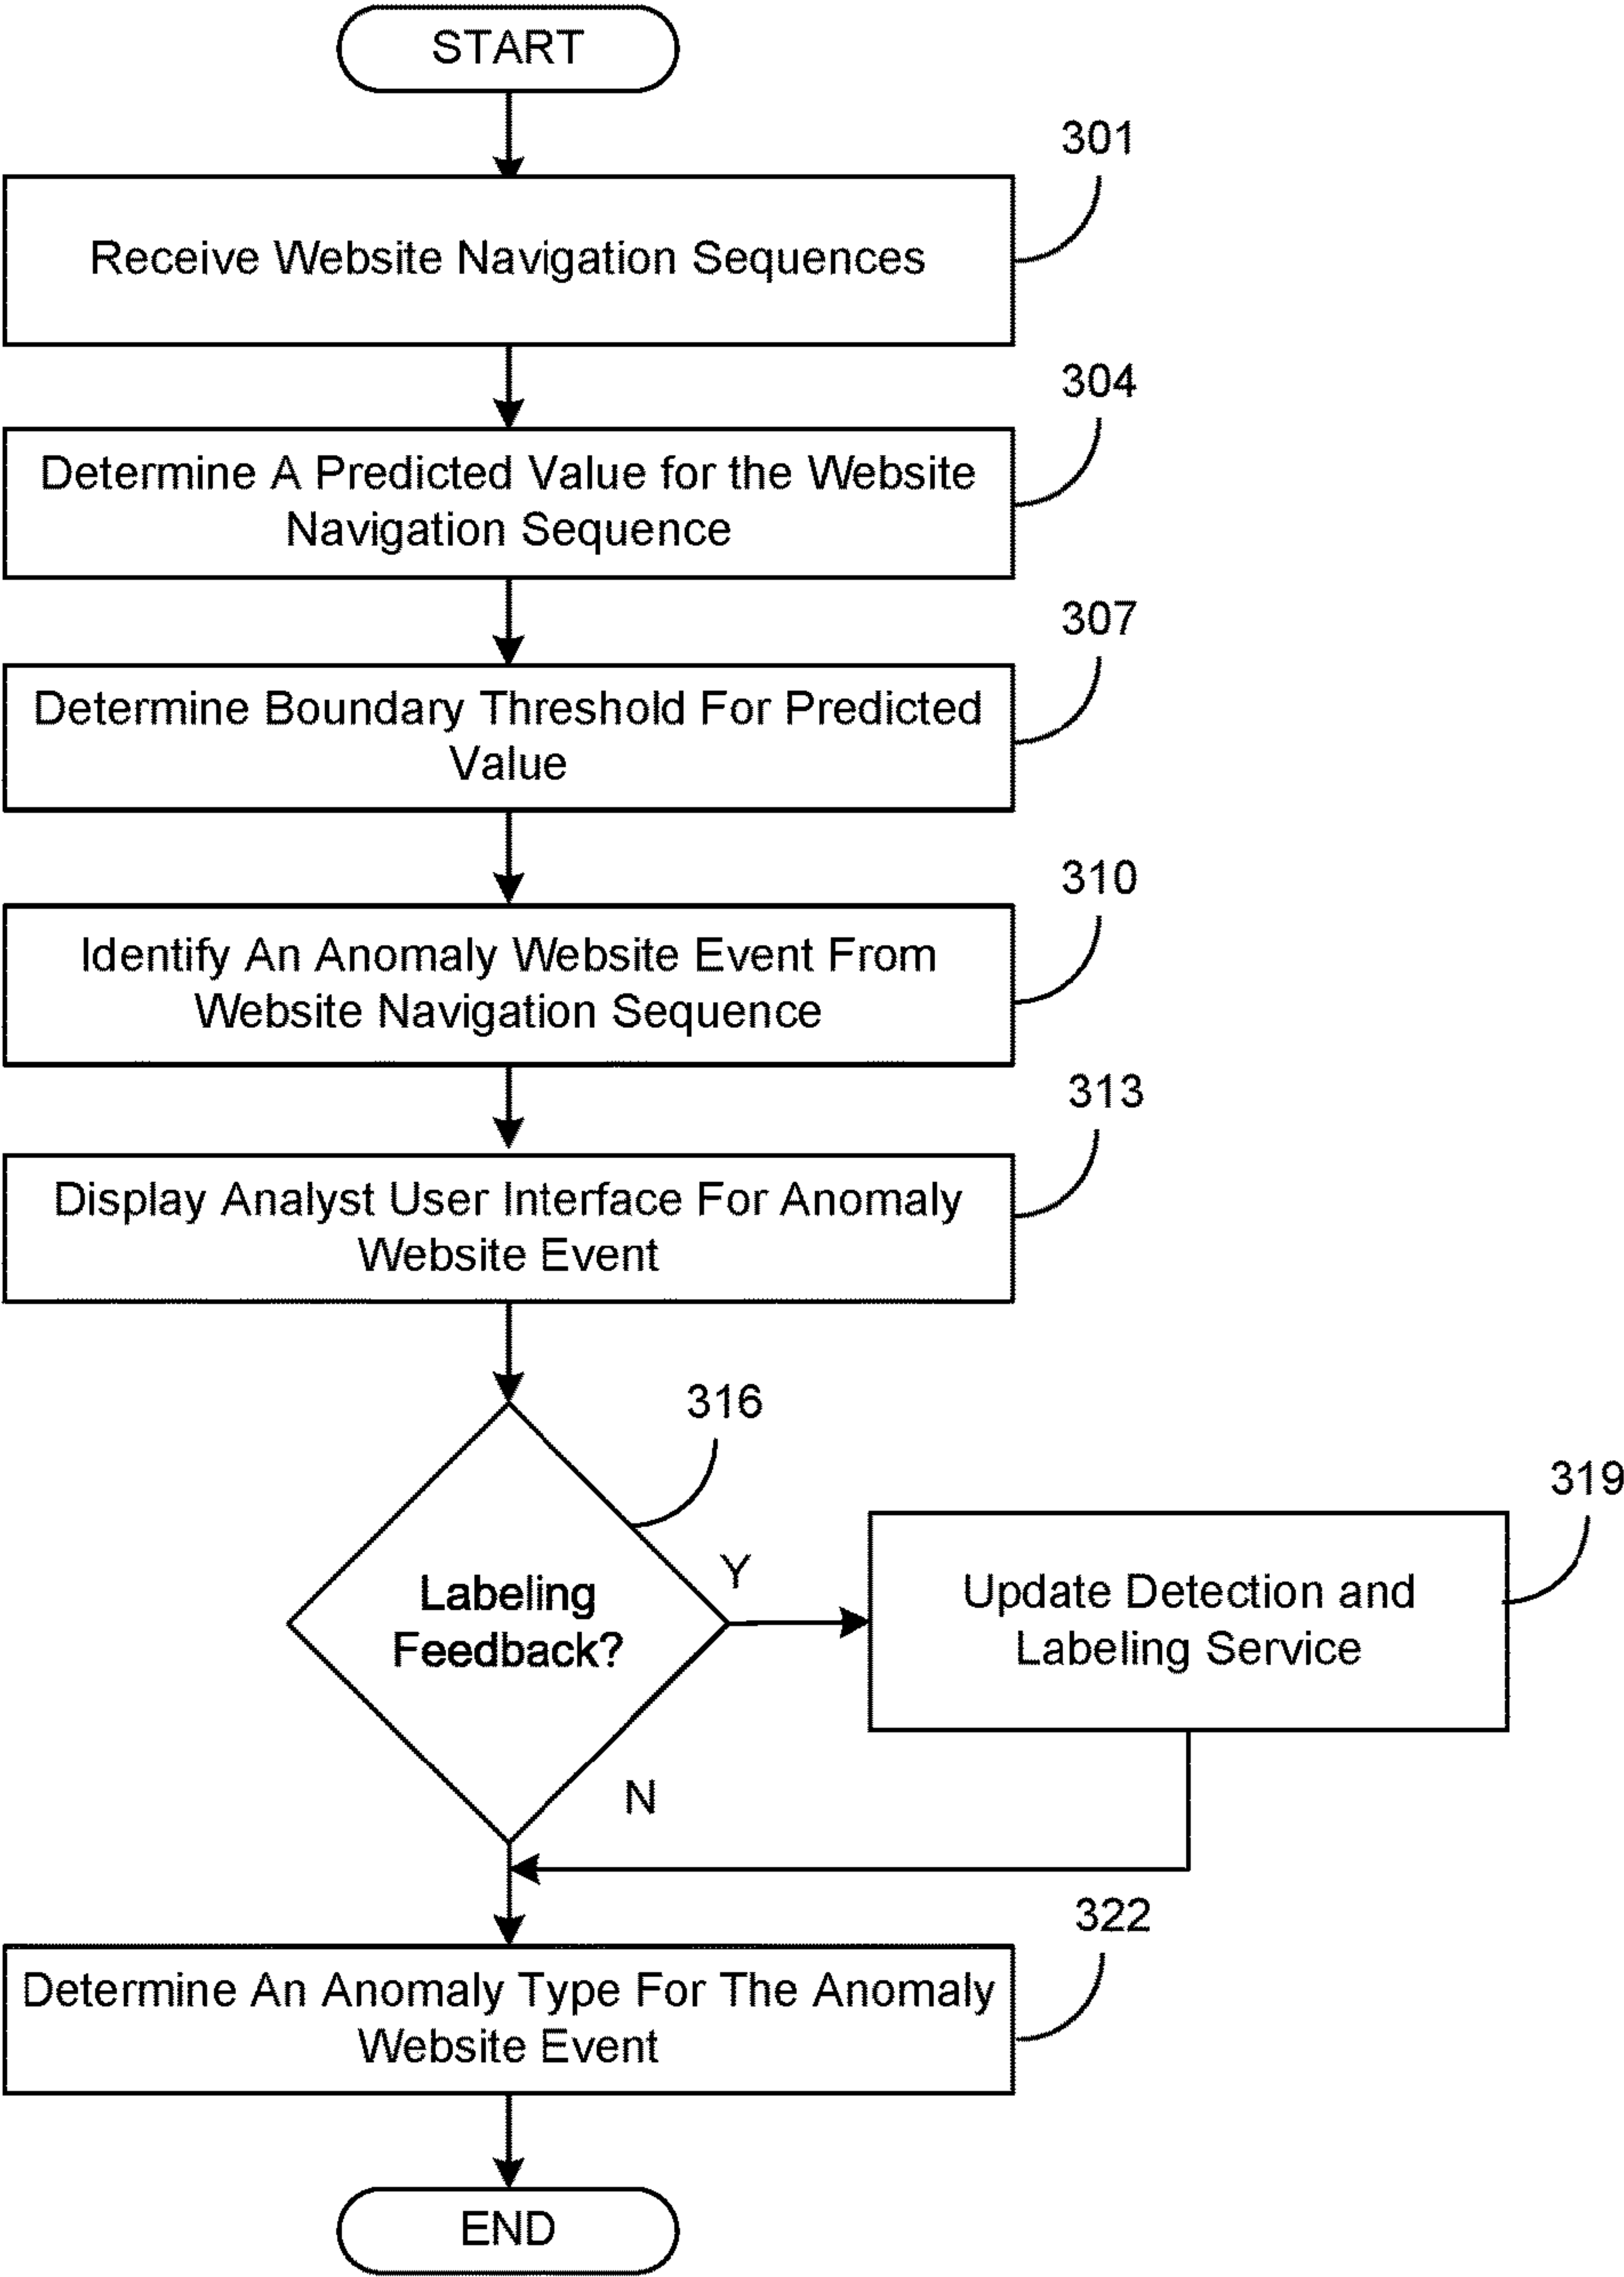 START
301
Receive Website Navigation Sequences
304
Determine A Predicted Value for the Website
Navigation Sequence
307
Determine Boundary Threshold For Predicted
Value
310
Identify An Anomaly Website Event From
Website Navigation Sequence
313
Display Analyst User Interface For Anomaly
Website Event
316
Labeling
Feedback?
Y
319
Update Detection and
Labeling Service
N
322
Determine An Anomaly Type For The Anomaly
Website Event
END